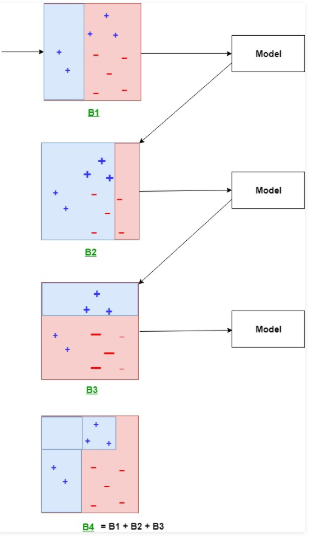 Model
B1
Model
B2
Model
B3
B4 = B1 + B2 + B3